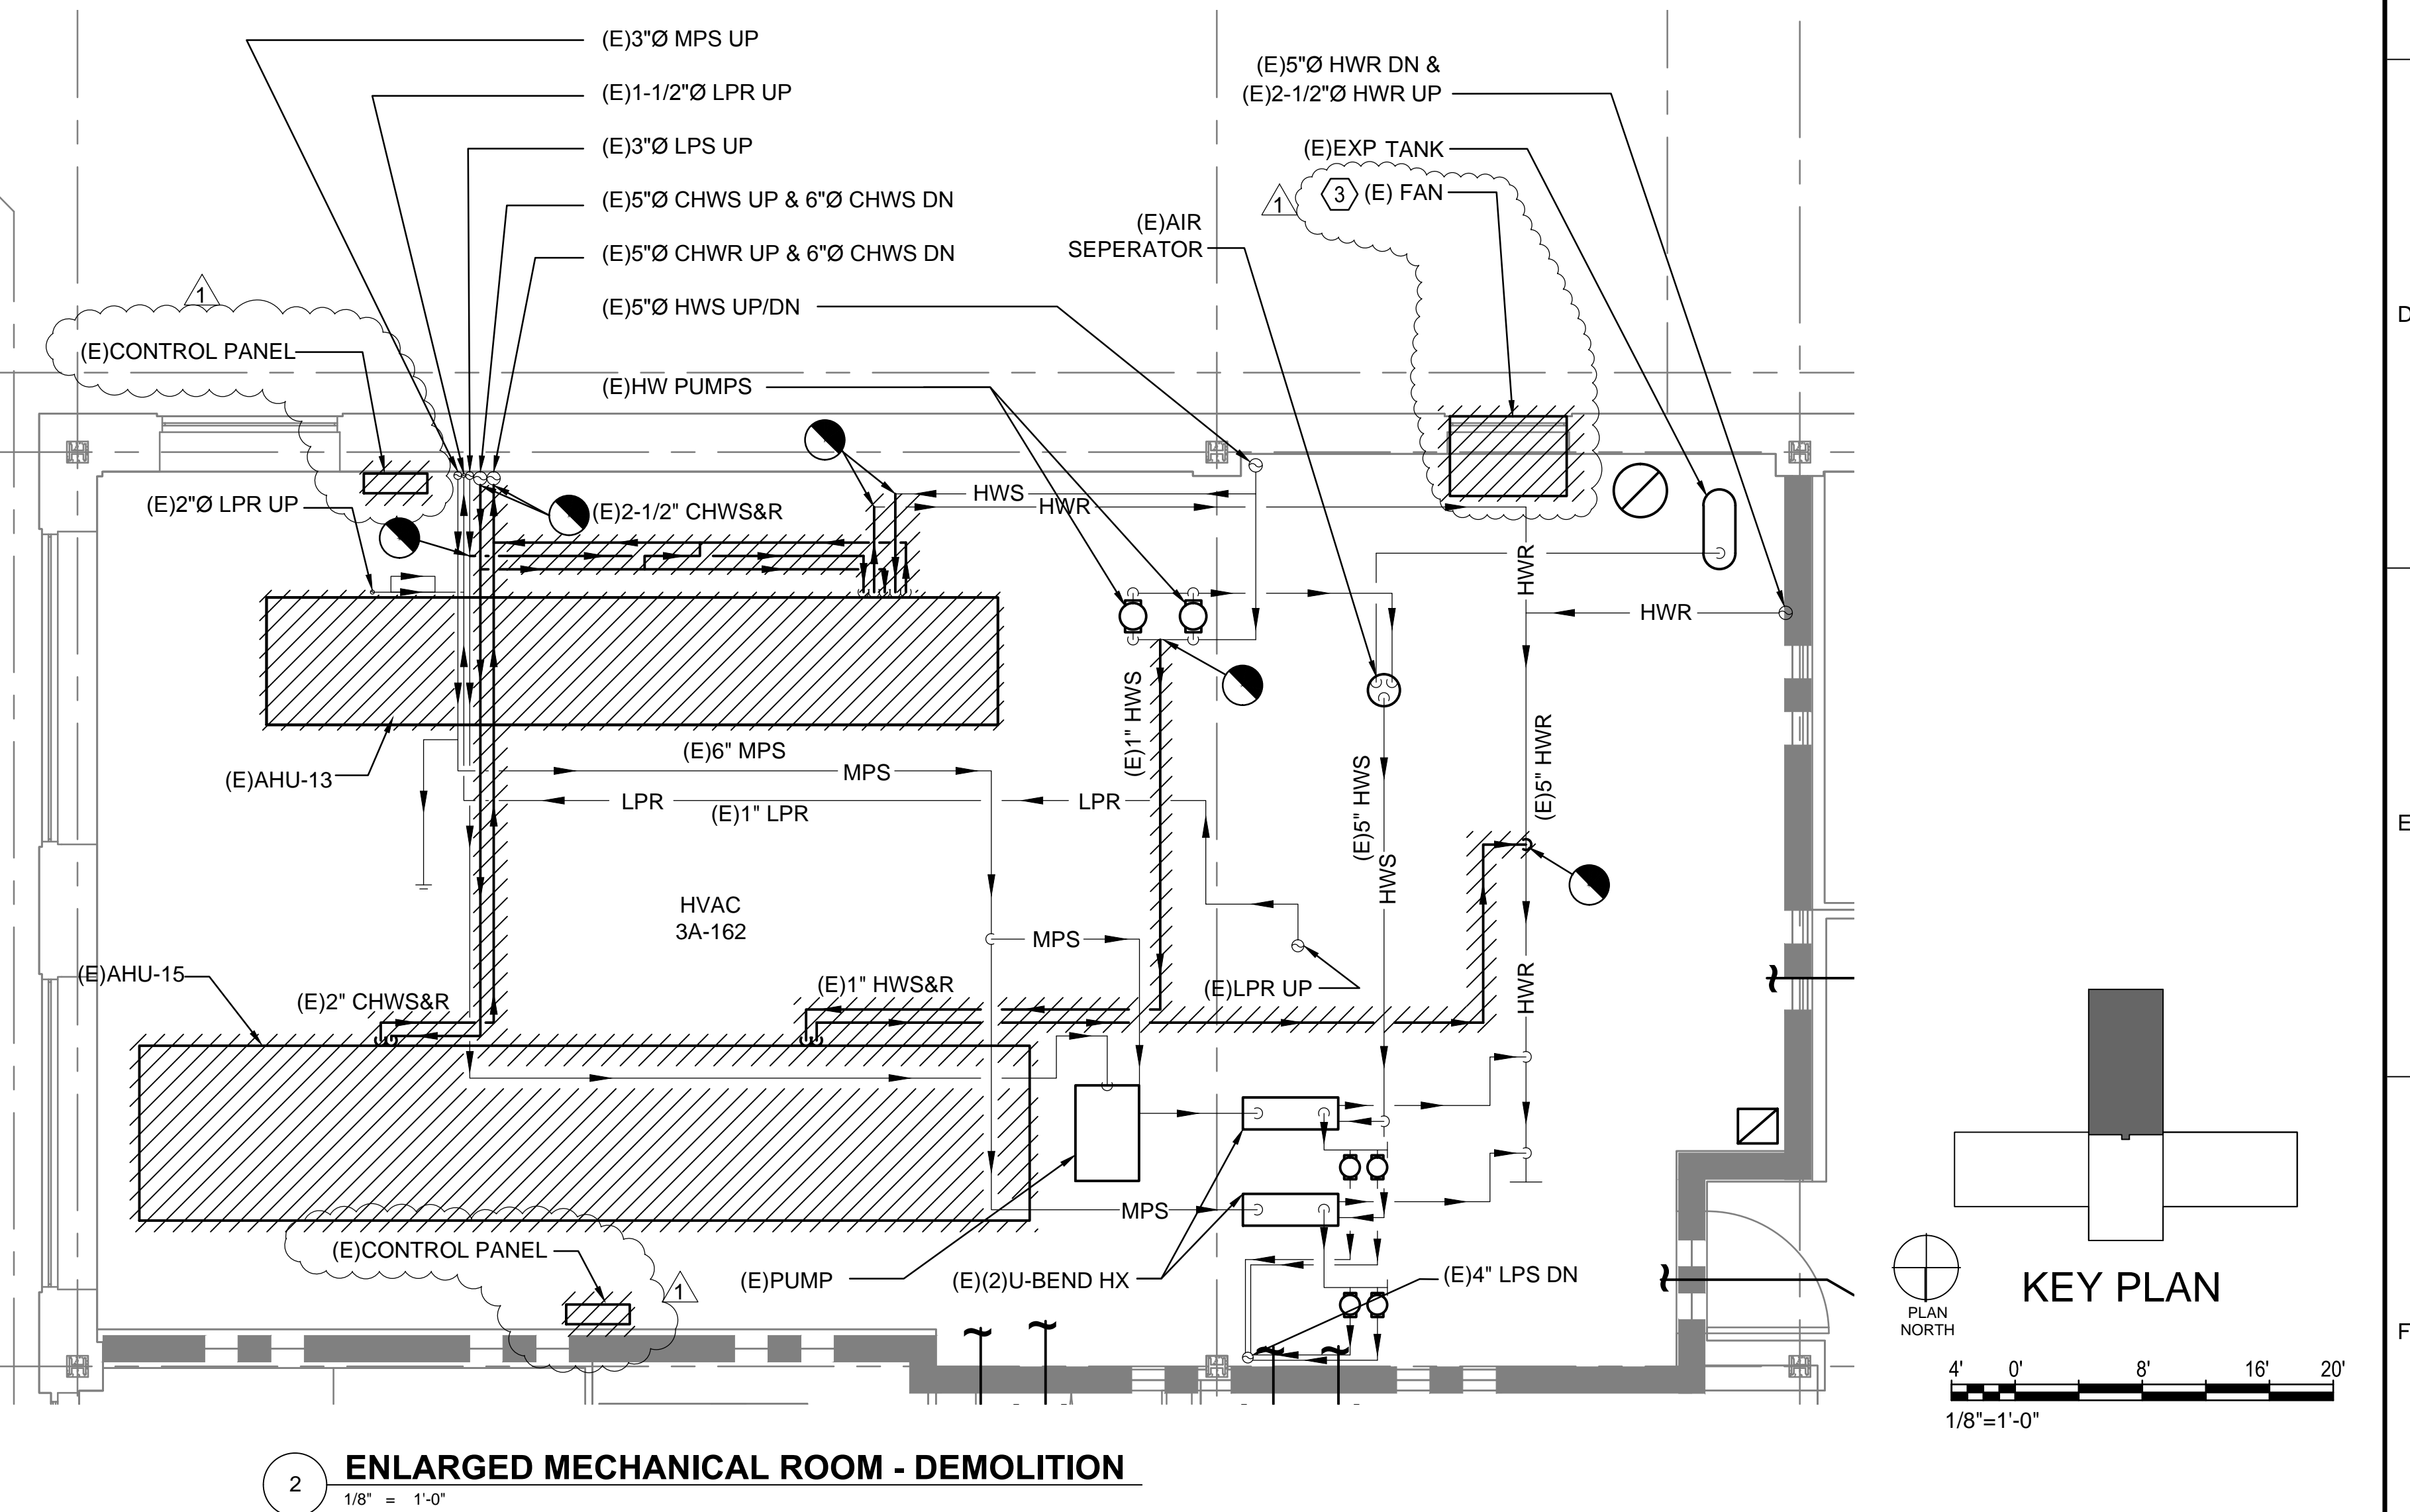 (E)3"Ø MPS UP
(E)1-1/2"Ø LPR UP
(E)3"Ø LPS UP
(E)5"Ø CHWS UP & 6"Ø CHWS DN
(E)5"Ø CHWR UP & 6"Ø CHWS DN
(E)5"Ø HWS UP/DN
(E)HW PUMPS
(E)5"Ø HWR DN &
(E)2-1/2"Ø HWR UP
(E)EXP TANK
3 (E) FAN
1
(E)AIR
SEPERATOR
1
(E)CONTROL PANEL
(E)2"Ø LPR UP
(E)2-1/2" CHWS&R
HWS
HWR
HWR
HWR
(E)1" HWS
(E)6" MPS
MPS
(E)AHU-13
LPR
(E)1" LPR
LPR
(E)5" HWS
HWS
(E)5" HWR
HWR
HVAC
3A-162
MPS
(E)AHU-15
(E)2" CHWS&R
(E)1" HWS&R
(E)LPR UP
MPS
(E)CONTROL PANEL
1
(E)PUMP
(E)(2)U-BEND HX
(E)4" LPS DN
D
E
F
PLAN
NORTH
KEY PLAN
4' 0' 8' 16' 20'
1/8"=1'-0"
2
ENLARGED MECHANICAL ROOM - DEMOLITION
1/8" = 1'-0"